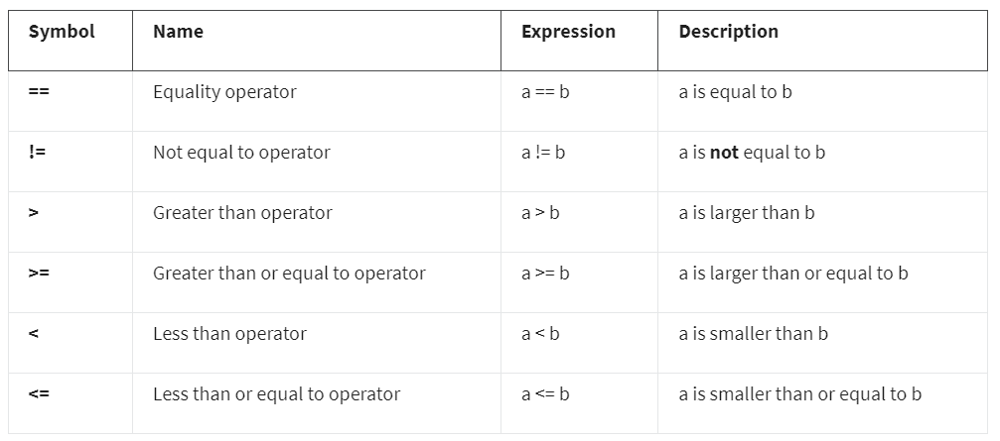 Symbol Name Expression Description
== Equality operator a == b a is equal to b
!= Not equal to operator a != b a is not equal to b
> Greater than operator a > b a is larger than b
>= Greater than or equal to operator a >= b a is larger than or equal to b
< Less than operator a < b a is smaller than b
<= Less than or equal to operator a <= b a is smaller than or equal to b